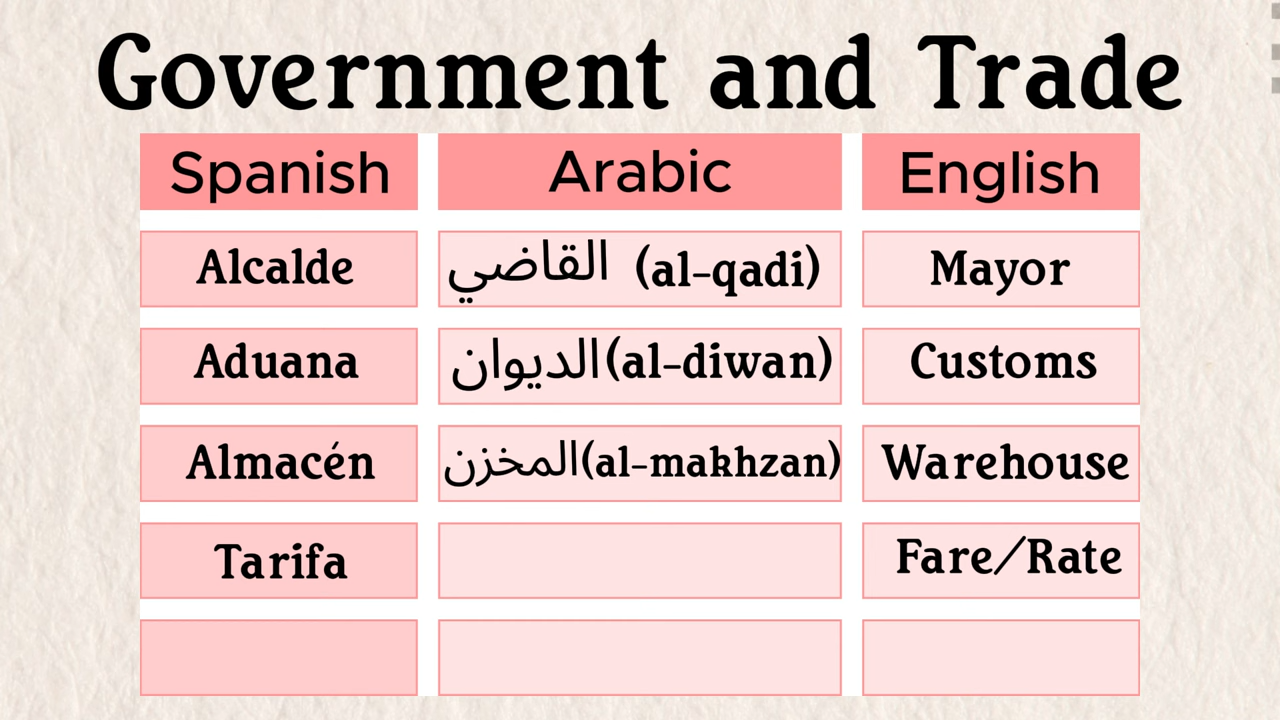 Government and Trade
Spanish Arabic English
Alcalde القاضي (al-qadi) Mayor
Aduana الديوان (al-diwan) Customs
Almacén المخزن (al-makhzan) Warehouse
Tarifa Fare/Rate